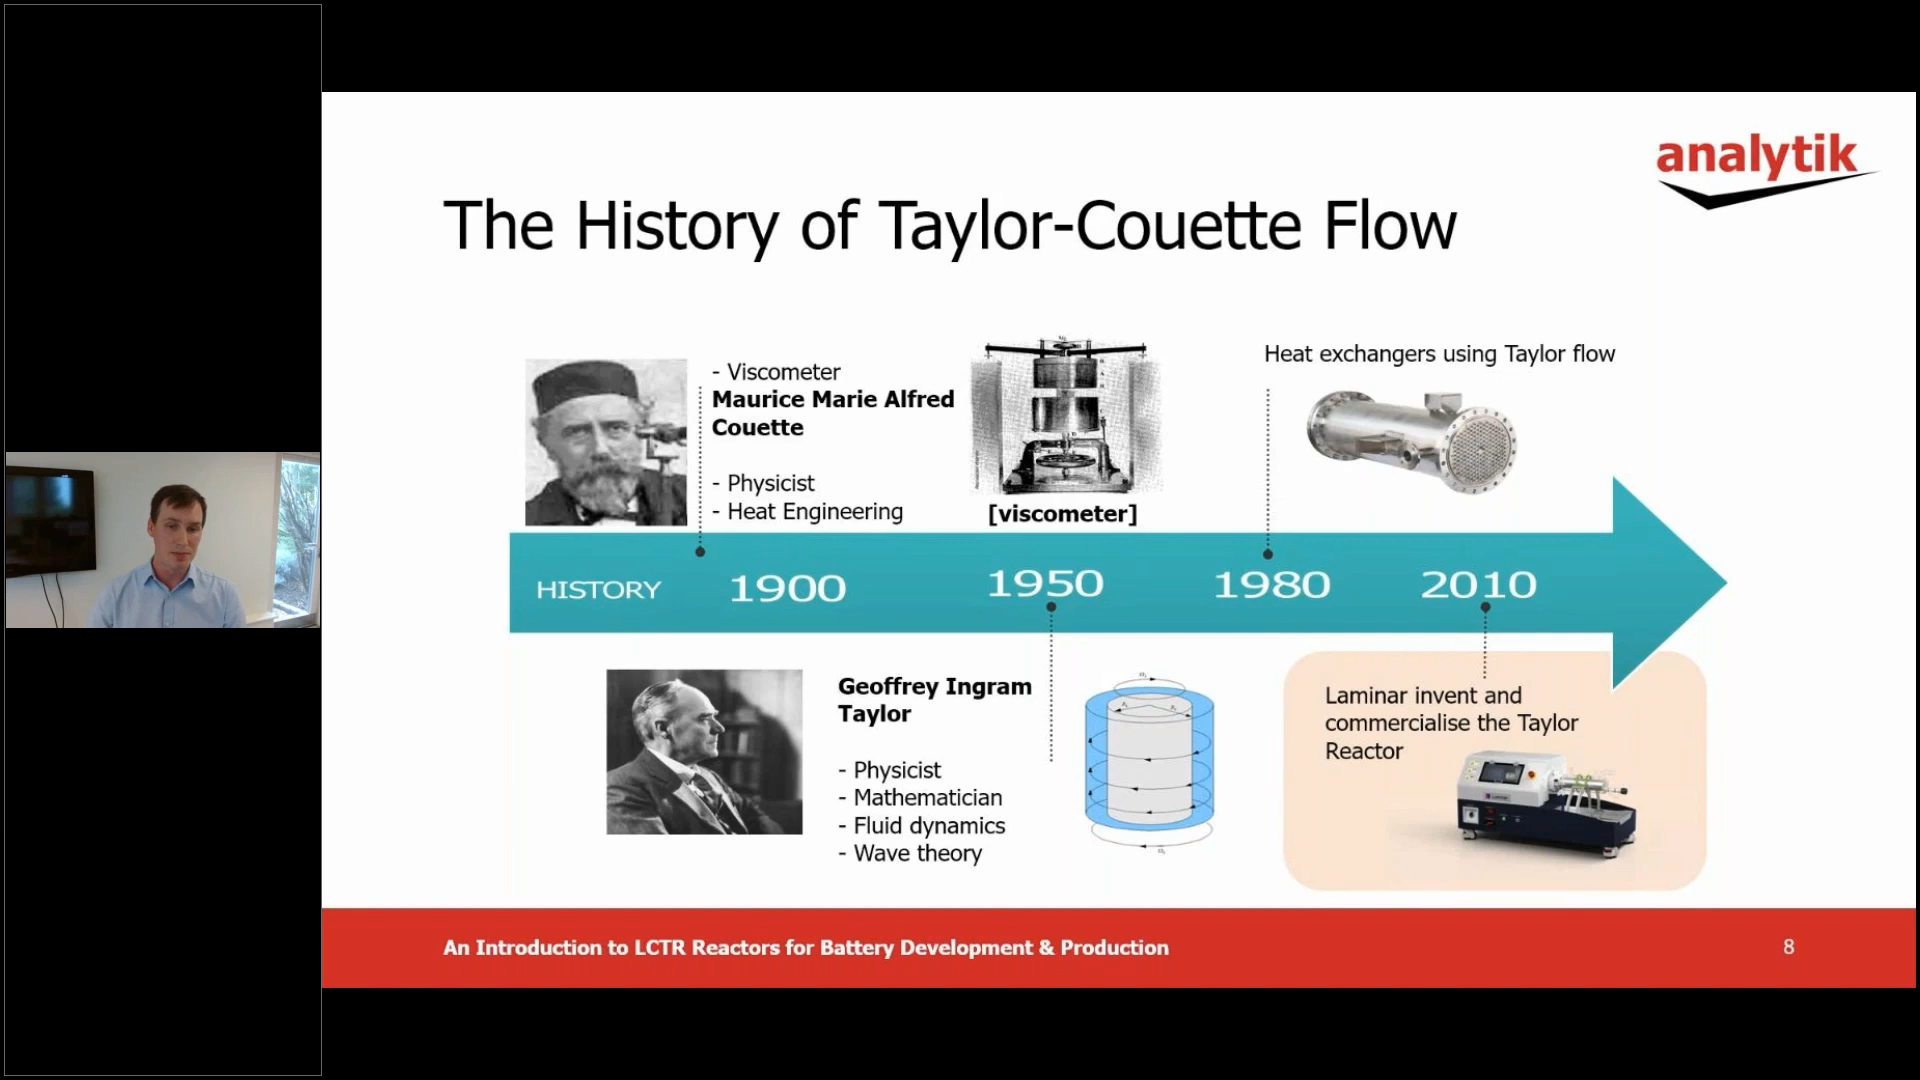 analytik
The History of Taylor-Couette Flow
- Viscometer
Maurice Marie Alfred
Couette
- Physicist
- Heat Engineering
[viscometer]
Heat exchangers using Taylor flow
HISTORY
1900
1950
1980
2010
Geoffrey Ingram
Taylor
- Physicist
- Mathematician
- Fluid dynamics
- Wave theory
Laminar invent and
commercialise the Taylor
Reactor
An Introduction to LCTR Reactors for Battery Development & Production
8